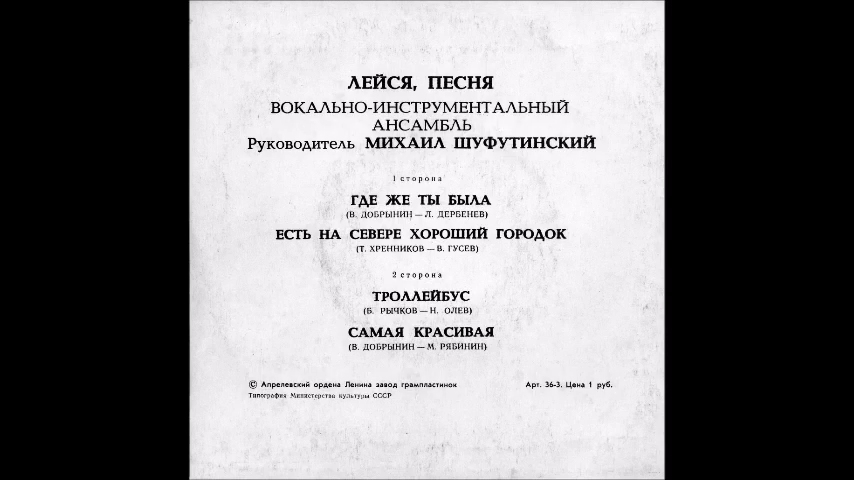 ЛЕЙСЯ, ПЕСНЯ
ВОКАЛЬНО-ИНСТРУМЕНТАЛЬНЫЙ
АНСАМБЛЬ
Руководитель МИХАИЛ ШУФУТИНСКИЙ
1 сторона
ГДЕ ЖЕ ТЫ БЫЛА
(В. ДОБРЫНИН — Л. ДЕРБЕНЕВ)
ЕСТЬ НА СЕВЕРЕ ХОРОШИЙ ГОРОДОК
(Т. ХРЕННИКОВ — В. ГУСЕВ)
2 сторона
ТРОЛЛЕЙБУС
(Б. РЫЧКОВ — Н. ОЛЕВ)
САМАЯ КРАСИВАЯ
(В. ДОБРЫНИН — М. РЯБИНИН)
© Апрелевский ордена Ленина завод грампластинок Арт. 36-3. Цена 1 руб.
Типография Министерства культуры СССР